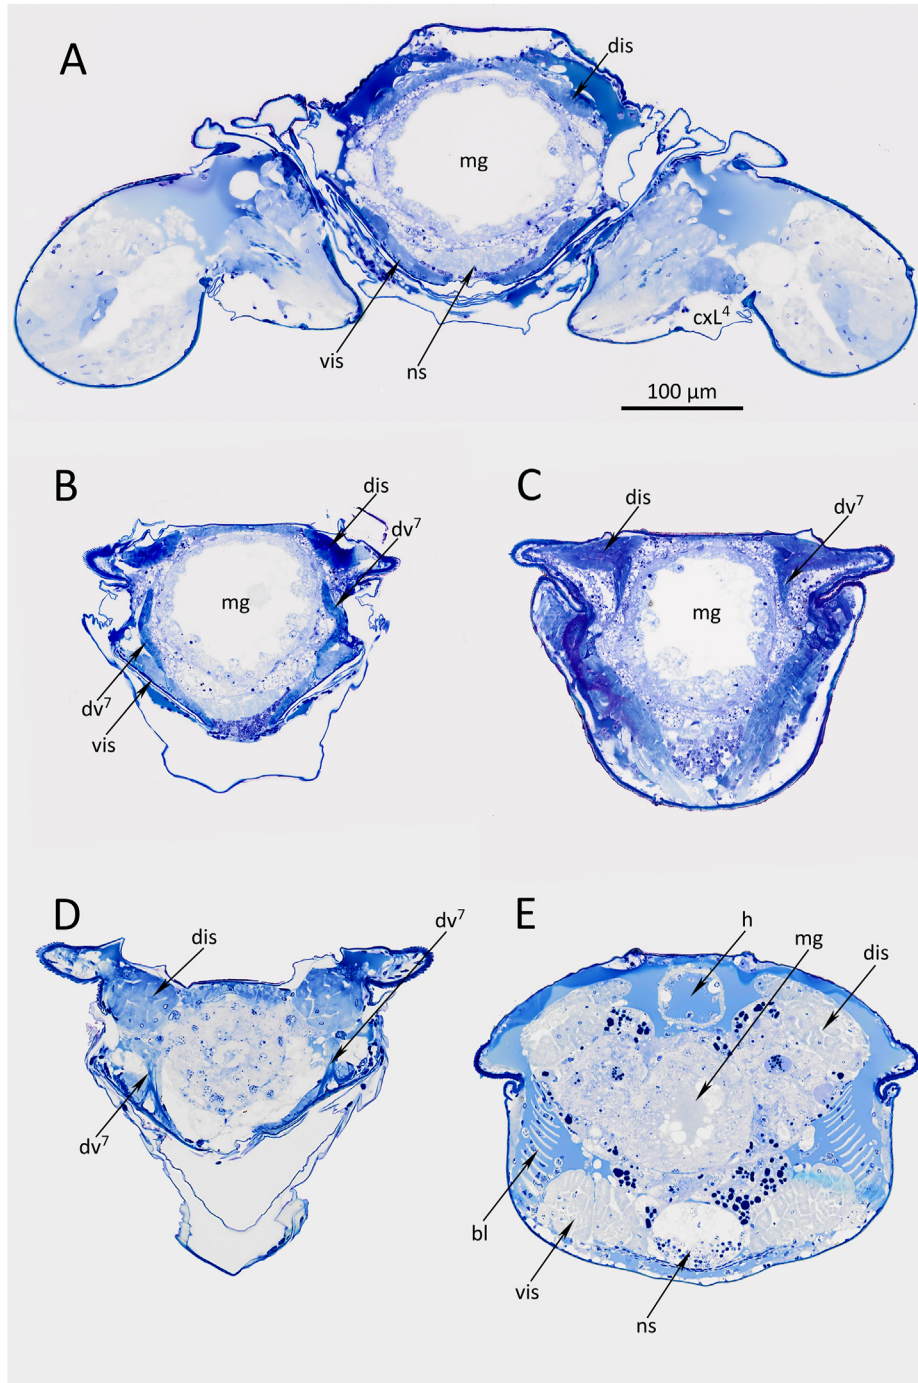 A
dis
mg
vis
ns
cxL⁴
100 µm
B
dis
dv⁷
mg
dv⁷
vis
C
dis
dv⁷
mg
D
dis
dv⁷
dv⁷
E
h
mg
dis
bl
vis
ns